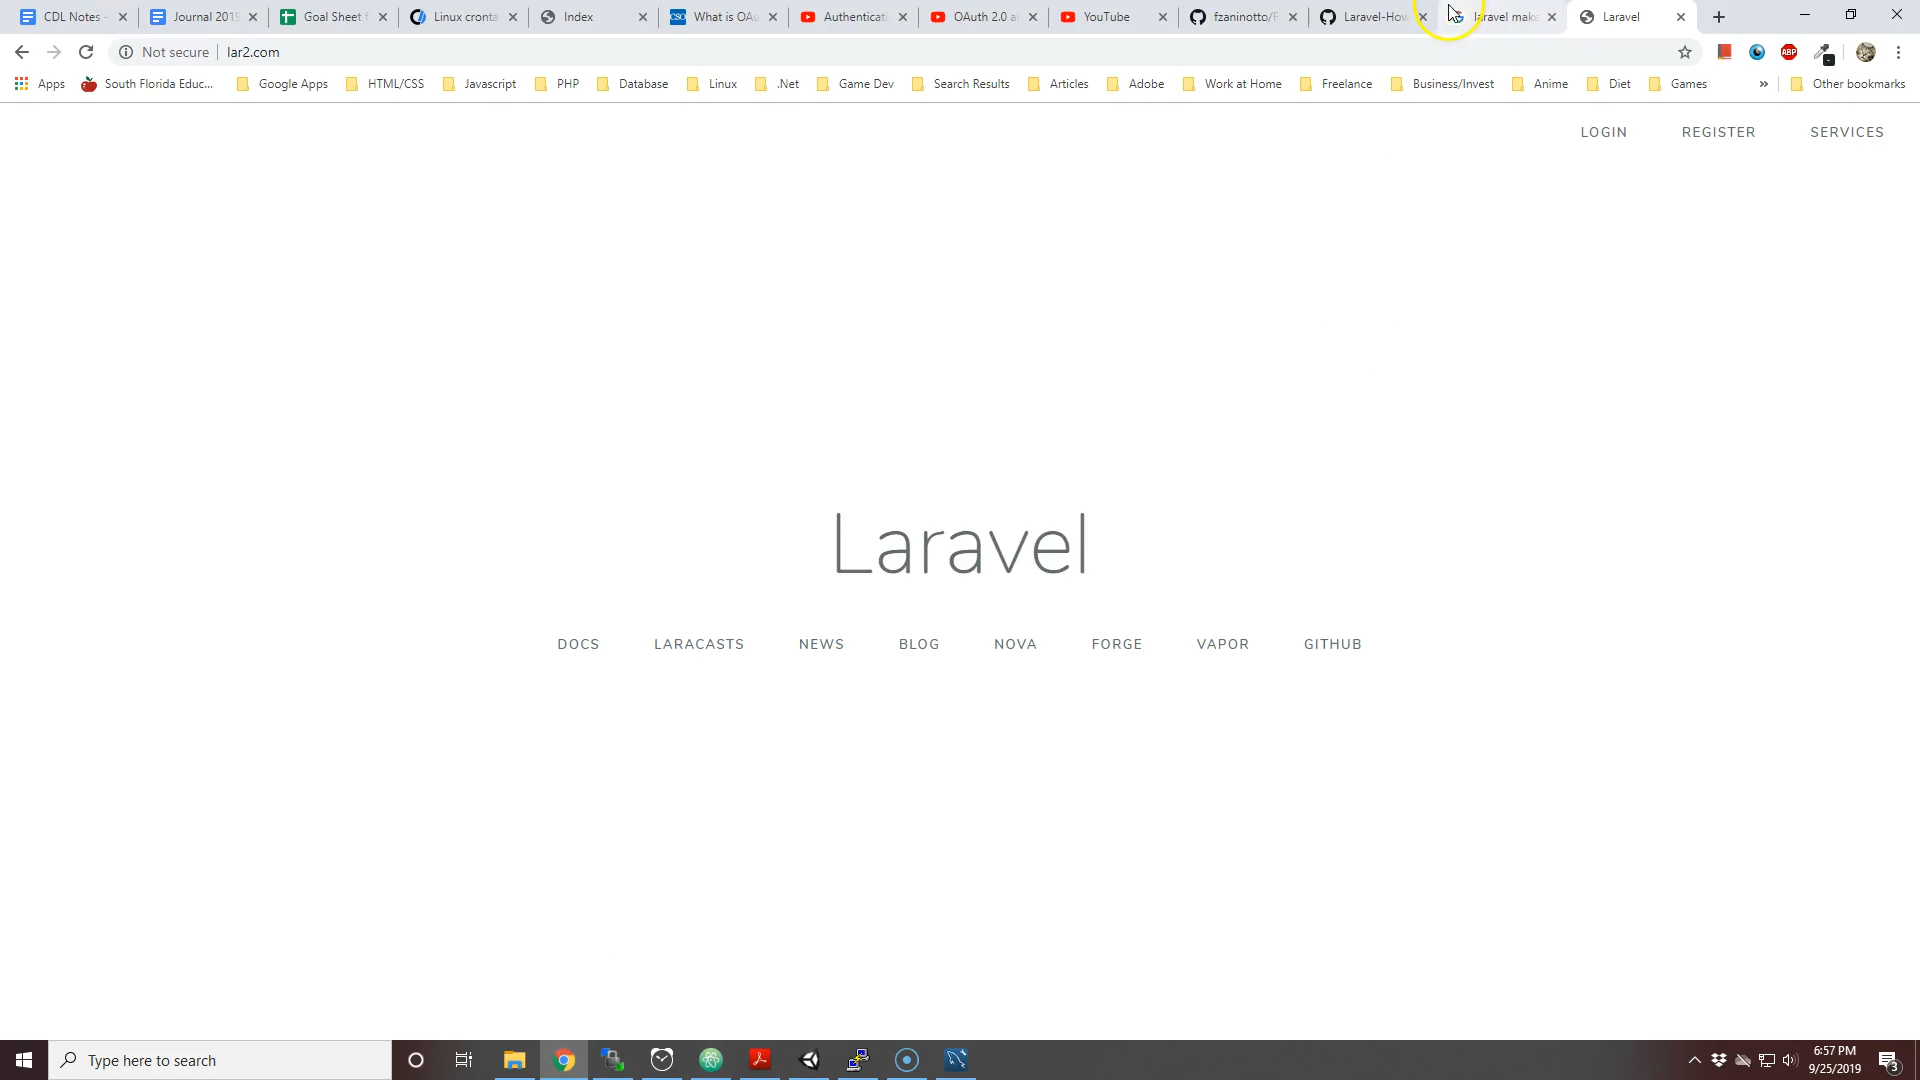 CDL Notes - Journal 2019 Goal Sheet f Linux cronta Index What is OAu Authenticati OAuth 2.0 a YouTube fzaninotto/F Laravel-How laravel make Laravel
Not secure lar2.com
Apps South Florida Educ... Google Apps HTML/CSS Javascript PHP Database Linux .Net Game Dev Search Results Articles Adobe Work at Home Freelance Business/Invest Anime Diet Games » Other bookmarks
LOGIN REGISTER SERVICES
Laravel
DOCS LARACASTS NEWS BLOG NOVA FORGE VAPOR GITHUB
Type here to search
6:57 PM
9/25/2019
3